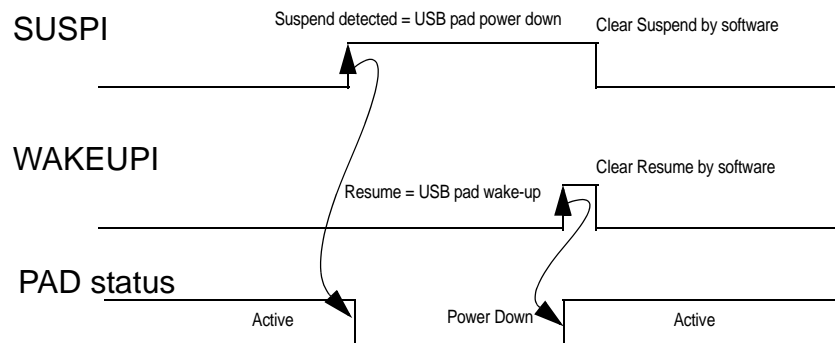 SUSPI
Suspend detected = USB pad power down
Clear Suspend by software
WAKEUPI
Clear Resume by software
Resume = USB pad wake-up
PAD status
Active
Power Down
Active